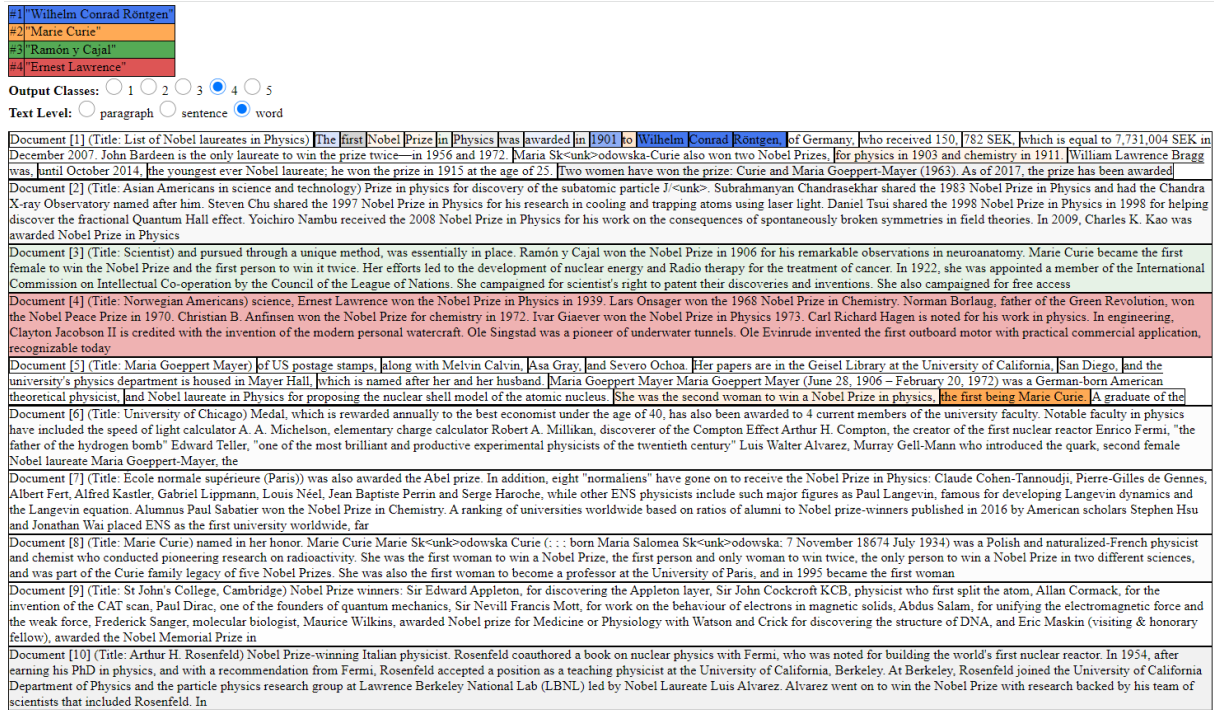 #1 "Wilhelm Conrad Röntgen"
#2 "Marie Curie"
#3 "Ramón y Cajal"
#4 "Ernest Lawrence"
Output Classes: 1 2 3 4 5
Text Level: paragraph sentence word
Document [1] (Title: List of Nobel laureates in Physics) The first Nobel Prize in Physics was awarded in 1901 to Wilhelm Conrad Röntgen, of Germany, who received 150, 782 SEK, which is equal to 7,731,004 SEK in
December 2007. John Bardeen is the only laureate to win the prize twice—in 1956 and 1972. Maria Sk<unk>odowska-Curie also won two Nobel Prizes, for physics in 1903 and chemistry in 1911. William Lawrence Bragg
was, until October 2014, the youngest ever Nobel laureate; he won the prize in 1915 at the age of 25. Two women have won the prize: Curie and Maria Goeppert-Mayer (1963). As of 2017, the prize has been awarded
Document [2] (Title: Asian Americans in science and technology) Prize in physics for discovery of the subatomic particle J/<unk>. Subrahmanyan Chandrasekhar shared the 1983 Nobel Prize in Physics and had the Chandra
X-ray Observatory named after him. Steven Chu shared the 1997 Nobel Prize in Physics for his research in cooling and trapping atoms using laser light. Daniel Tsui shared the 1998 Nobel Prize in Physics in 1998 for helping
discover the fractional Quantum Hall effect. Yoichiro Nambu received the 2008 Nobel Prize in Physics for his work on the consequences of spontaneously broken symmetries in field theories. In 2009, Charles K. Kao was
awarded Nobel Prize in Physics
Document [3] (Title: Scientist) and pursued through a unique method, was essentially in place. Ramón y Cajal won the Nobel Prize in 1906 for his remarkable observations in neuroanatomy. Marie Curie became the first
female to win the Nobel Prize and the first person to win it twice. Her efforts led to the development of nuclear energy and Radio therapy for the treatment of cancer. In 1922, she was appointed a member of the International
Commission on Intellectual Co-operation by the Council of the League of Nations. She campaigned for scientist's right to patent their discoveries and inventions. She also campaigned for free access
Document [4] (Title: Norwegian Americans) science, Ernest Lawrence won the Nobel Prize in Physics in 1939. Lars Onsager won the 1968 Nobel Prize in Chemistry. Norman Borlaug, father of the Green Revolution, won
the Nobel Peace Prize in 1970. Christian B. Anfinsen won the Nobel Prize for chemistry in 1972. Ivar Giaever won the Nobel Prize in Physics 1973. Carl Richard Hagen is noted for his work in physics. In engineering,
Clayton Jacobson II is credited with the invention of the modern personal watercraft. Ole Singstad was a pioneer of underwater tunnels. Ole Evinrude invented the first outboard motor with practical commercial application,
recognizable today
Document [5] (Title: Maria Goeppert Mayer) of US postage stamps, along with Melvin Calvin, Asa Gray, and Severo Ochoa. Her papers are in the Geisel Library at the University of California, San Diego, and the
university's physics department is housed in Mayer Hall, which is named after her and her husband. Maria Goeppert Mayer Maria Goeppert Mayer (June 28, 1906 – February 20, 1972) was a German-born American
theoretical physicist, and Nobel laureate in Physics for proposing the nuclear shell model of the atomic nucleus. She was the second woman to win a Nobel Prize in physics, the first being Marie Curie. A graduate of the
Document [6] (Title: University of Chicago) Medal, which is rewarded annually to the best economist under the age of 40, has also been awarded to 4 current members of the university faculty. Notable faculty in physics
have included the speed of light calculator A. A. Michelson, elementary charge calculator Robert A. Millikan, discoverer of the Compton Effect Arthur H. Compton, the creator of the first nuclear reactor Enrico Fermi, "the
father of the hydrogen bomb" Edward Teller, "one of the most brilliant and productive experimental physicists of the twentieth century" Luis Walter Alvarez, Murray Gell-Mann who introduced the quark, second female
Nobel laureate Maria Goeppert-Mayer, the
Document [7] (Title: École normale supérieure (Paris)) was also awarded the Abel prize. In addition, eight "normaliens" have gone on to receive the Nobel Prize in Physics: Claude Cohen-Tannoudji, Pierre-Gilles de Gennes,
Albert Fert, Alfred Kastler, Gabriel Lippmann, Louis Néel, Jean Baptiste Perrin and Serge Haroche, while other ENS physicists include such major figures as Paul Langevin, famous for developing Langevin dynamics and
the Langevin equation. Alumnus Paul Sabatier won the Nobel Prize in Chemistry. A ranking of universities worldwide based on ratios of alumni to Nobel prize-winners published in 2016 by American scholars Stephen Hsu
and Jonathan Wai placed ENS as the first university worldwide, far
Document [8] (Title: Marie Curie) named in her honor. Marie Curie Marie Sk<unk>odowska Curie (; ; ; born Maria Salomea Sk<unk>odowska; 7 November 18674 July 1934) was a Polish and naturalized-French physicist
and chemist who conducted pioneering research on radioactivity. She was the first woman to win a Nobel Prize, the first person and only woman to win twice, the only person to win a Nobel Prize in two different sciences,
and was part of the Curie family legacy of five Nobel Prizes. She was also the first woman to become a professor at the University of Paris, and in 1995 became the first woman
Document [9] (Title: St John's College, Cambridge) Nobel Prize winners: Sir Edward Appleton, for discovering the Appleton layer, Sir John Cockcroft KCB, physicist who first split the atom, Allan Cormack, for the
invention of the CAT scan, Paul Dirac, one of the founders of quantum mechanics, Sir Nevill Francis Mott, for work on the behaviour of electrons in magnetic solids, Abdus Salam, for unifying the electromagnetic force and
the weak force, Frederick Sanger, molecular biologist, Maurice Wilkins, awarded Nobel prize for Medicine or Physiology with Watson and Crick for discovering the structure of DNA, and Eric Maskin (visiting & honorary
fellow), awarded the Nobel Memorial Prize in
Document [10] (Title: Arthur H. Rosenfeld) Nobel Prize-winning Italian physicist. Rosenfeld coauthored a book on nuclear physics with Fermi, who was noted for building the world's first nuclear reactor. In 1954, after
earning his PhD in physics, and with a recommendation from Fermi, Rosenfeld accepted a position as a teaching physicist at the University of California, Berkeley. At Berkeley, Rosenfeld joined the University of California
Department of Physics and the particle physics research group at Lawrence Berkeley National Lab (LBNL) led by Nobel Laureate Luis Alvarez. Alvarez went on to win the Nobel Prize with research backed by his team of
scientists that included Rosenfeld. In